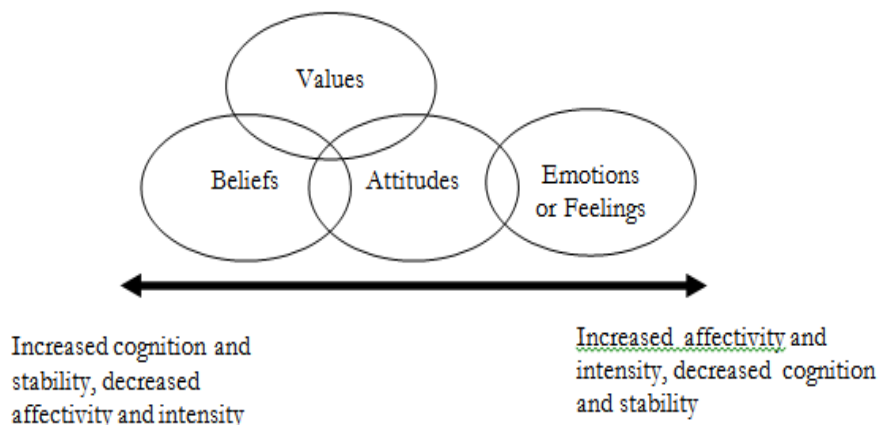 Values
Beliefs
Attitudes
Emotions
or Feelings
Increased cognition and
stability, decreased
affectivity and intensity
Increased affectivity and
intensity, decreased cognition
and stability